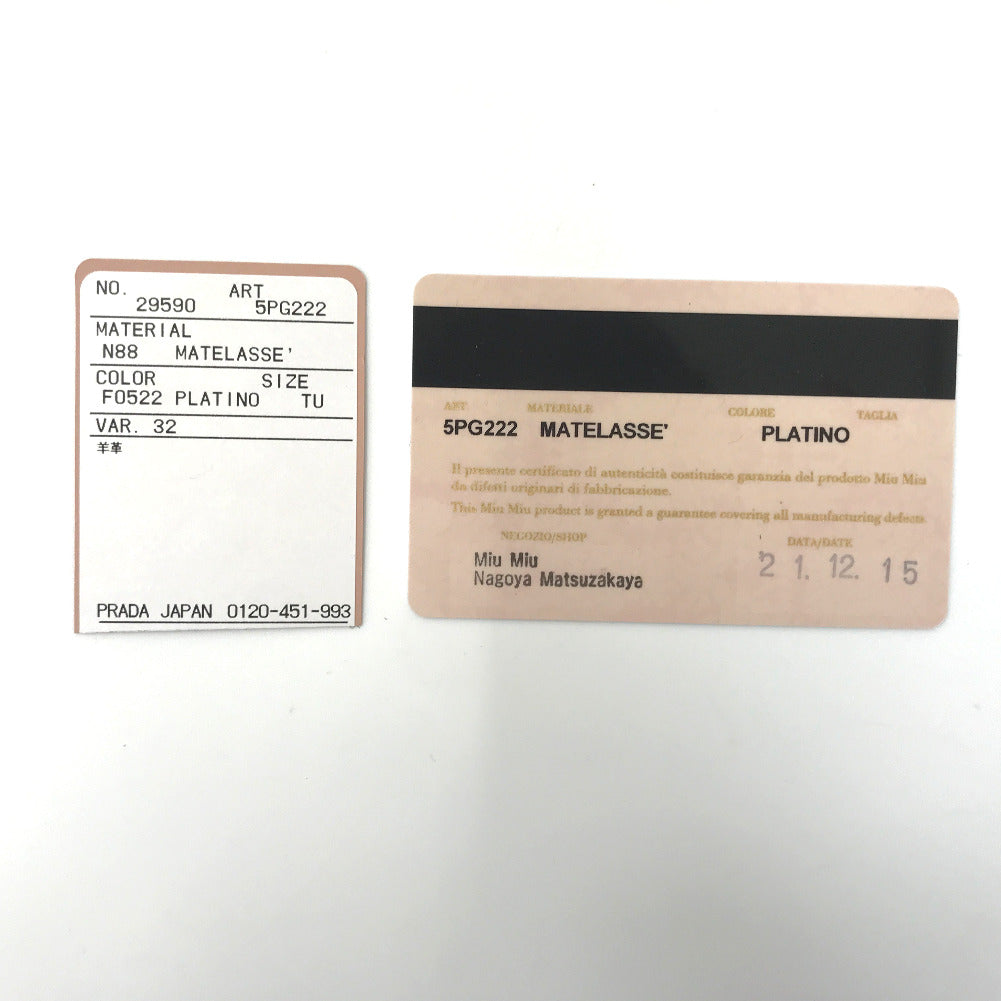 NO. ART
29590 5PG222
MATERIAL
N88 MATELASSE'
COLOR SIZE
F0522 PLATINO TU
VAR. 32
羊革
PRADA JAPAN 0120-451-993
ART MATERIALE COLORE TAGLIA
5PG222 MATELASSE' PLATINO
Il presente certificato di autenticità costituisce garanzia del prodotto Miu Miu
da difetti originari di fabbricazione.
This Miu Miu product is granted a guarantee covering all manufacturing defects.
NEGOZIO/SHOP DATA/DATE
Miu Miu
Nagoya Matsuzakaya
'21.12.15